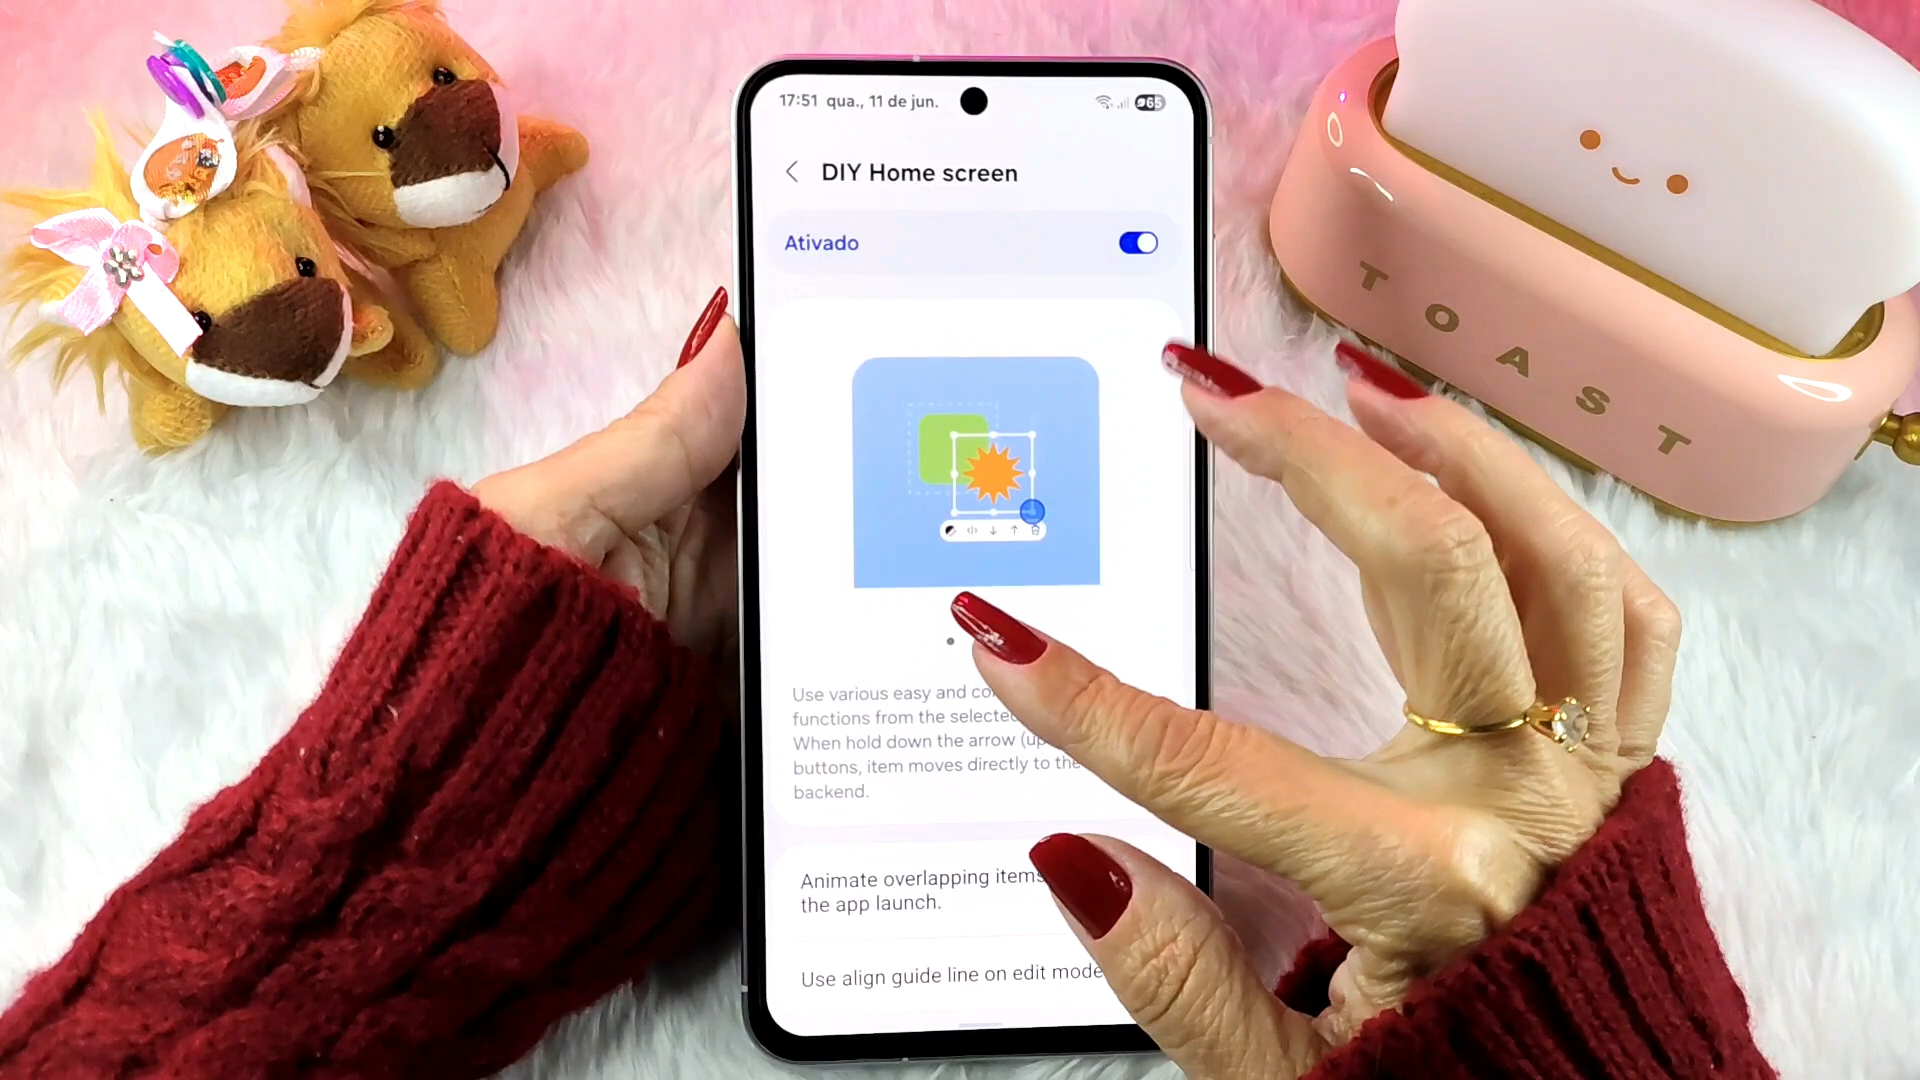 17:51 qua., 11 de jun.
65
DIY Home screen
Ativado
Use various easy and
functions from the selected
When hold down the arrow (up
buttons, item moves directly to the
backend.
Animate overlapping items
the app launch.
Use align guide line on edit mode
TOAST